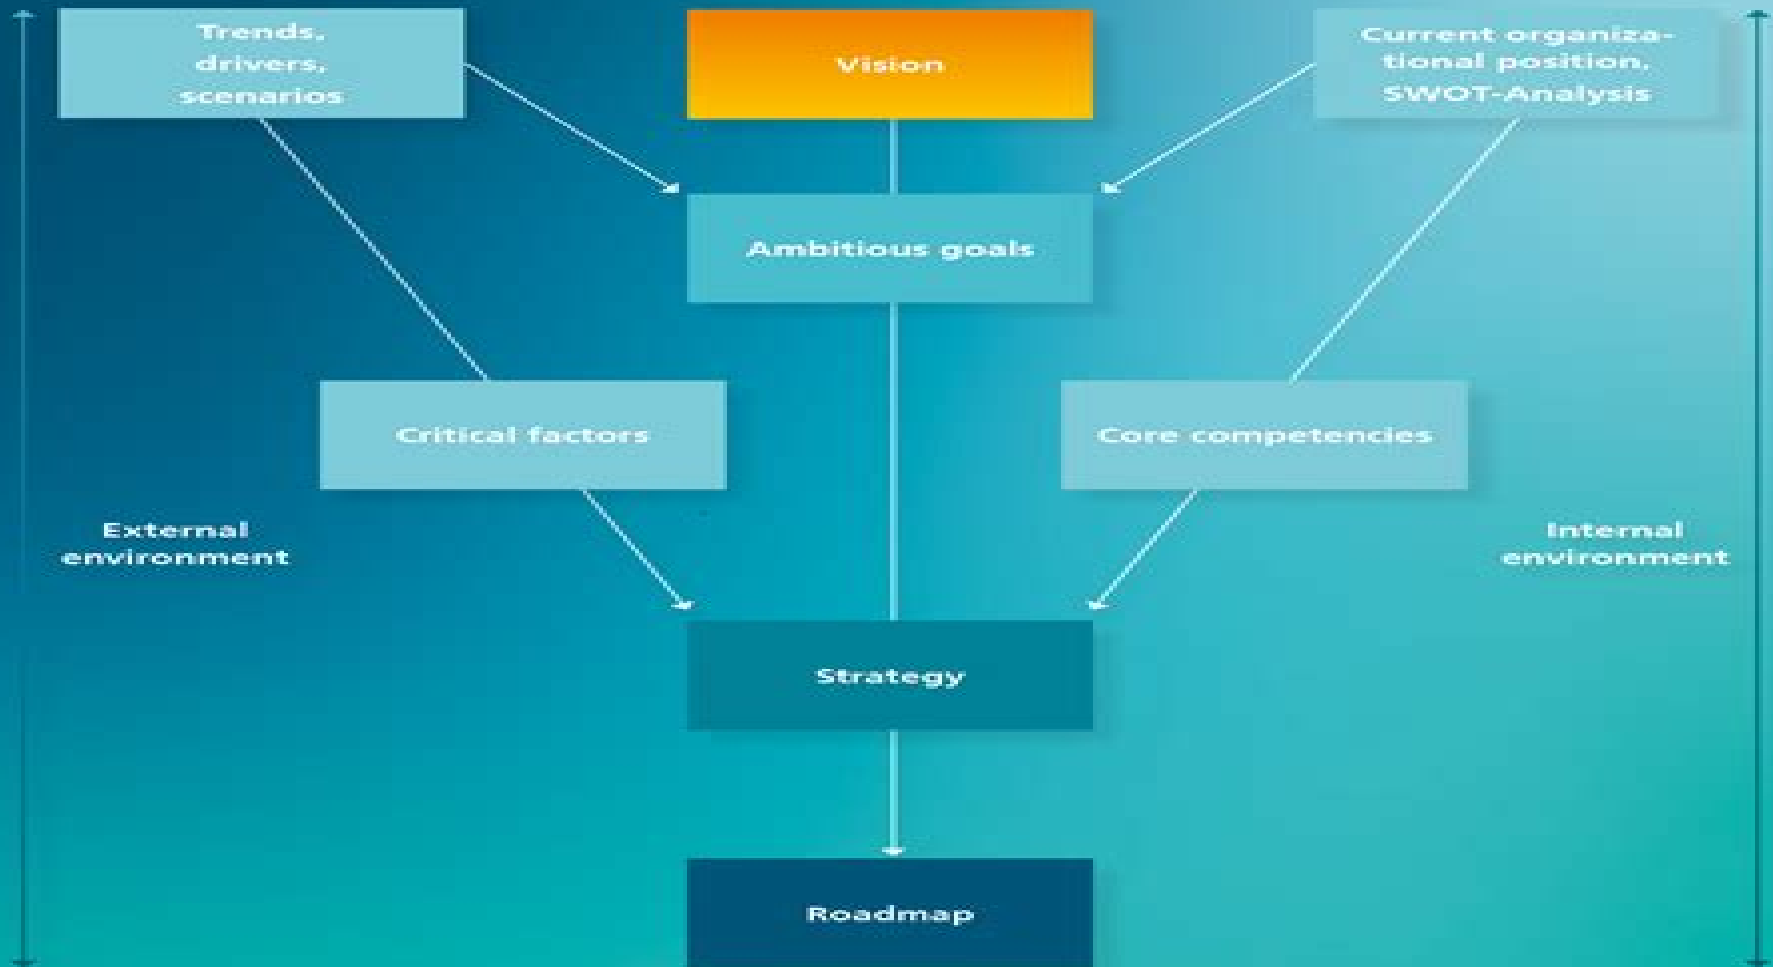 Trends,
drivers,
scenarios
Vision
Current organiza-
tional position,
SWOT-Analysis
Ambitious goals
Critical factors
Core competencies
External
environment
Internal
environment
Strategy
Roadmap